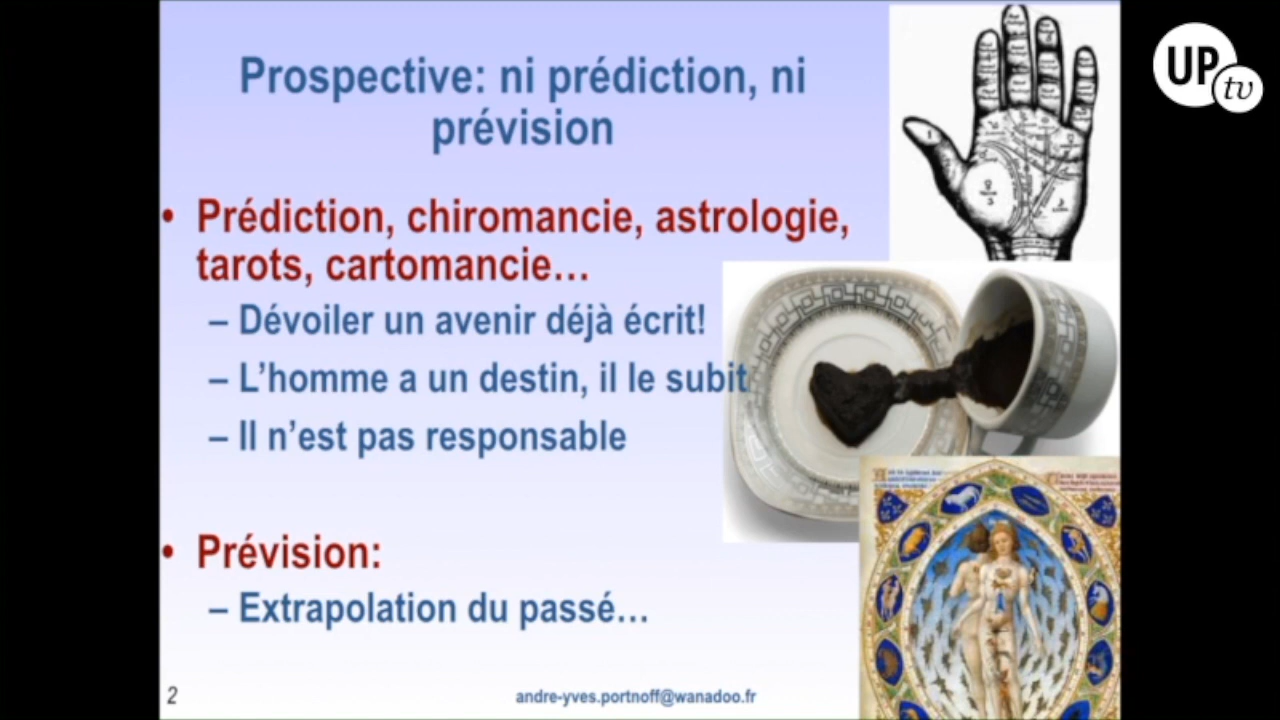 Prospective: ni prédiction, ni
prévision
• Prédiction, chiromancie, astrologie,
tarots, cartomancie…
– Dévoiler un avenir déjà écrit!
– L’homme a un destin, il le subit
– Il n’est pas responsable
• Prévision:
– Extrapolation du passé…
2
andre-yves.portnoff@wanadoo.fr
UP
tv